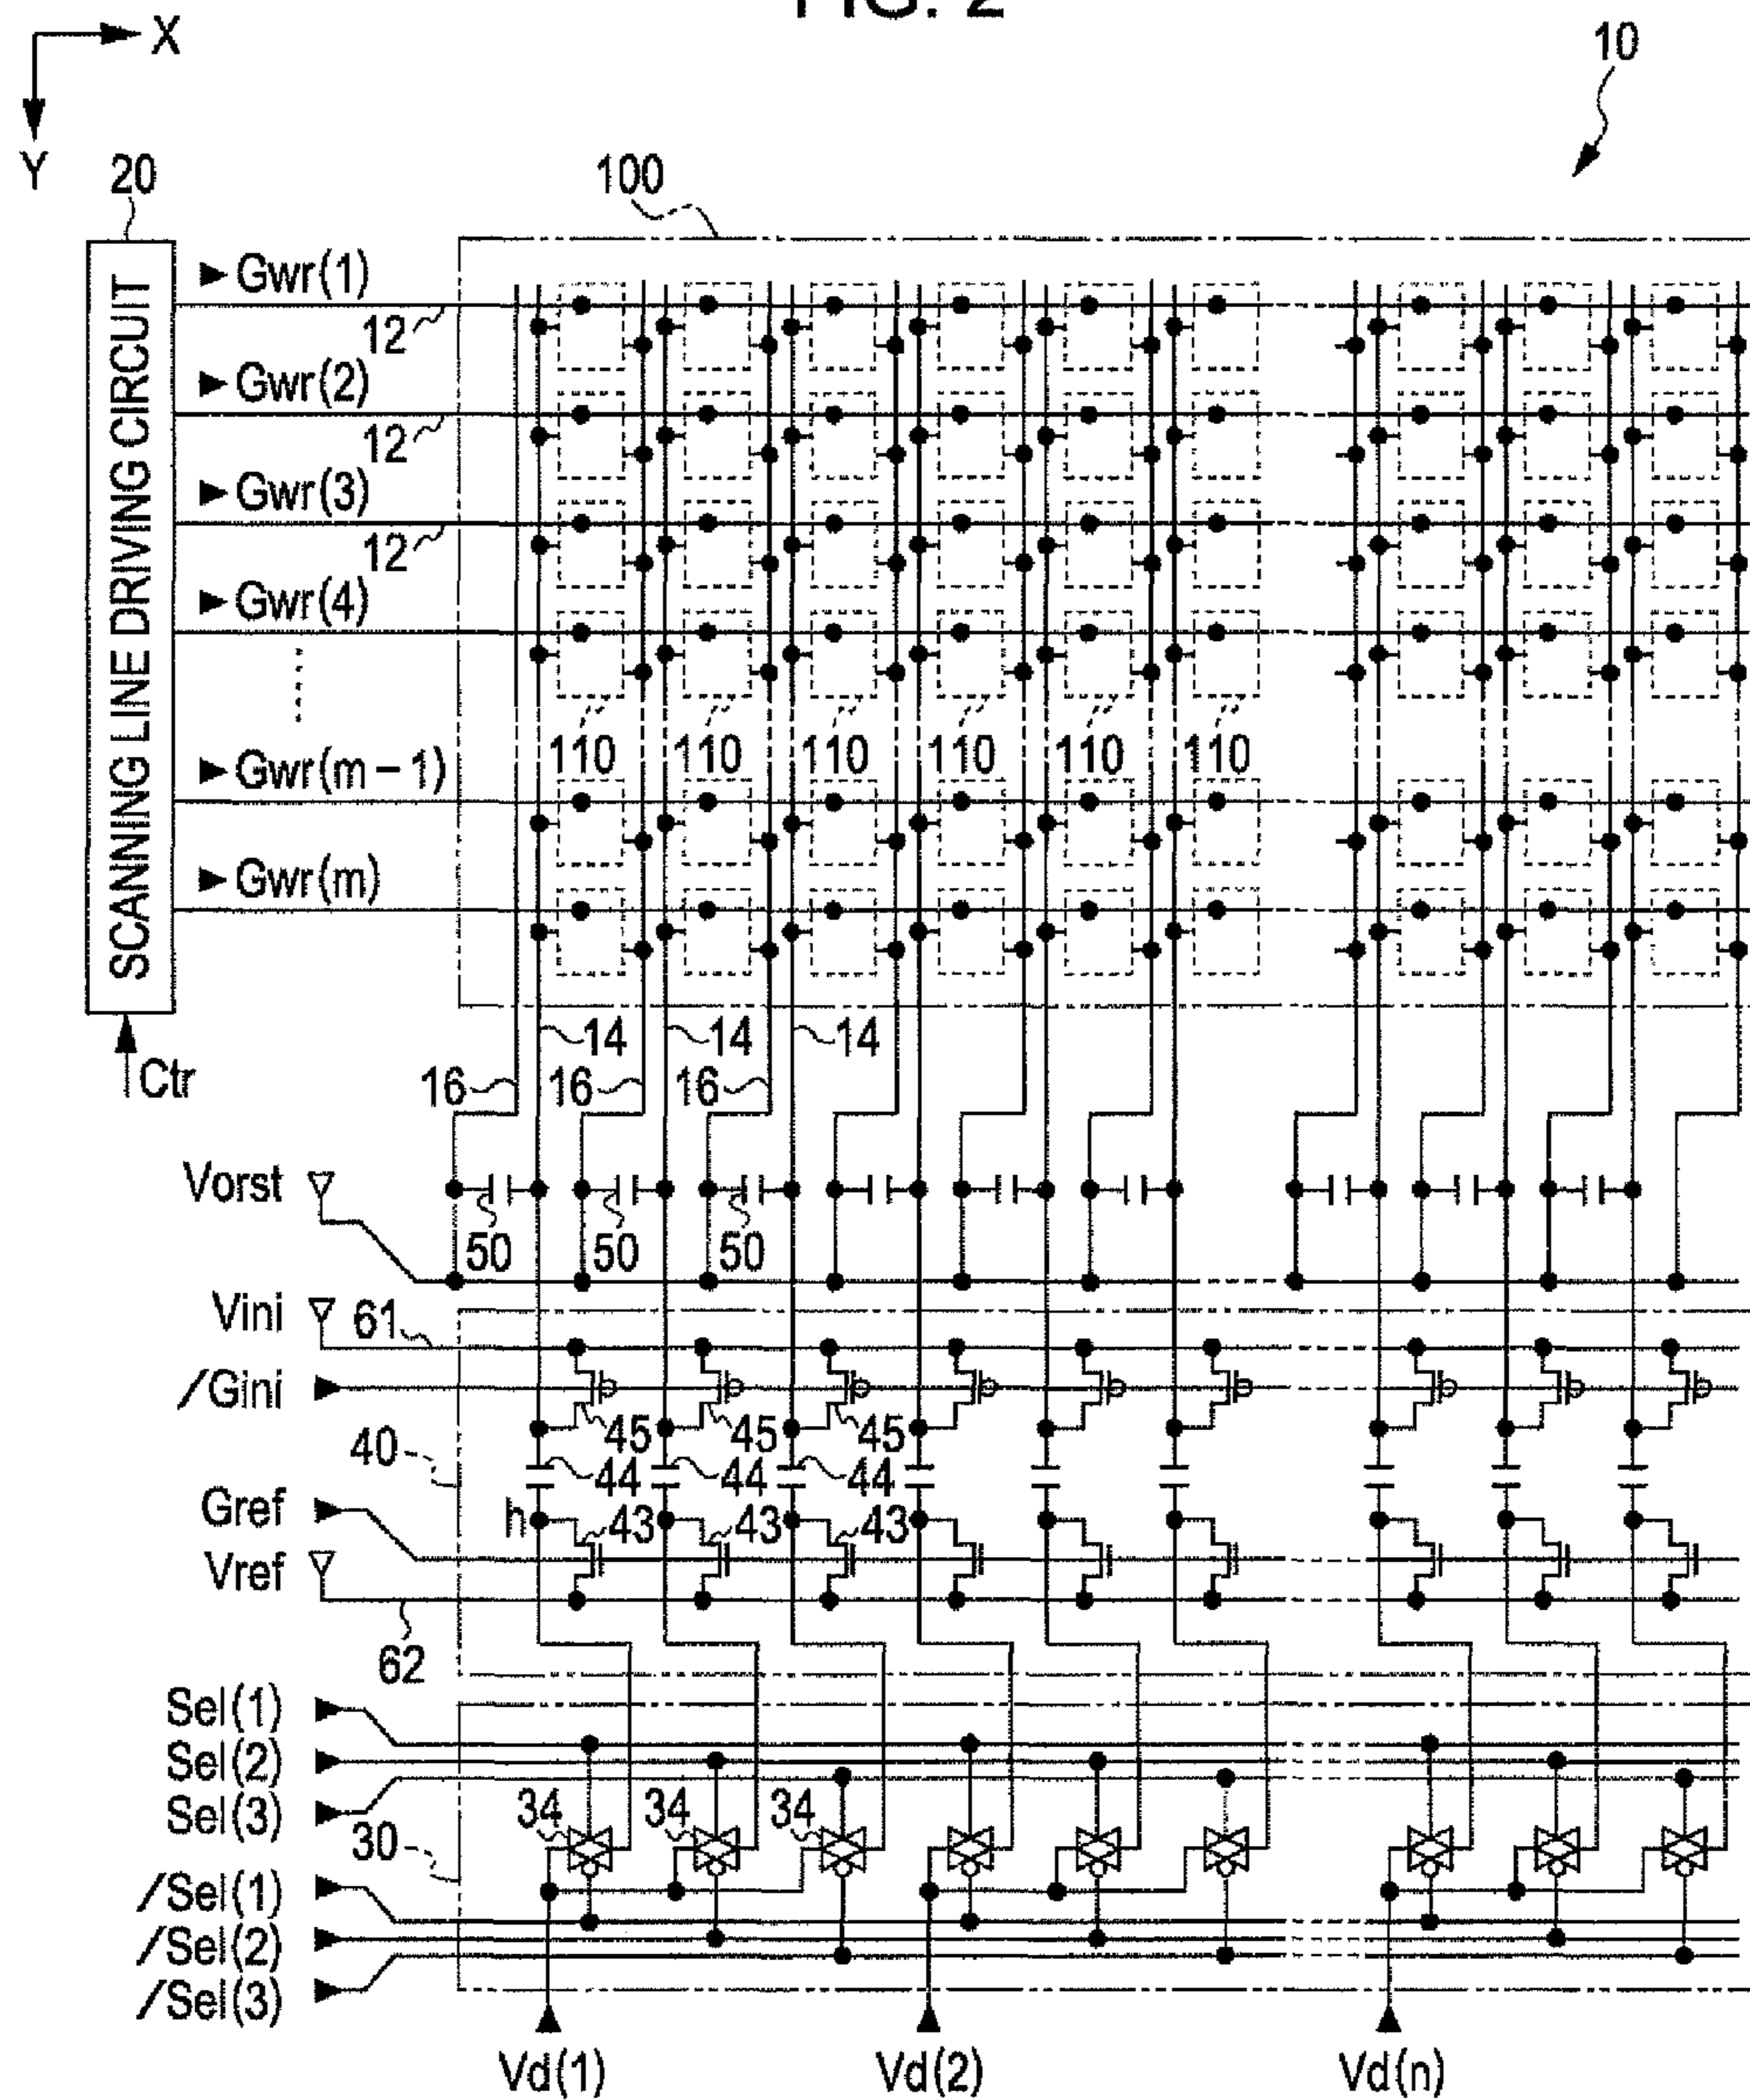 FIG. 2
X
Y
10
20
100
SCANNING LINE DRIVING CIRCUIT
Gwr(1)
12
Gwr(2)
12
Gwr(3)
12
Gwr(4)
110 110 110 110 110 110
Gwr(m－1)
Gwr(m)
14 14 14
Ctr
16 16 16
Vorst
50 50 50
Vini
61
/Gini
45 45 45
40
44 44 44
Gref
h 43 43 43
Vref
62
Sel(1)
Sel(2)
Sel(3)
34 34 34
30
/Sel(1)
/Sel(2)
/Sel(3)
Vd(1) Vd(2) Vd(n)